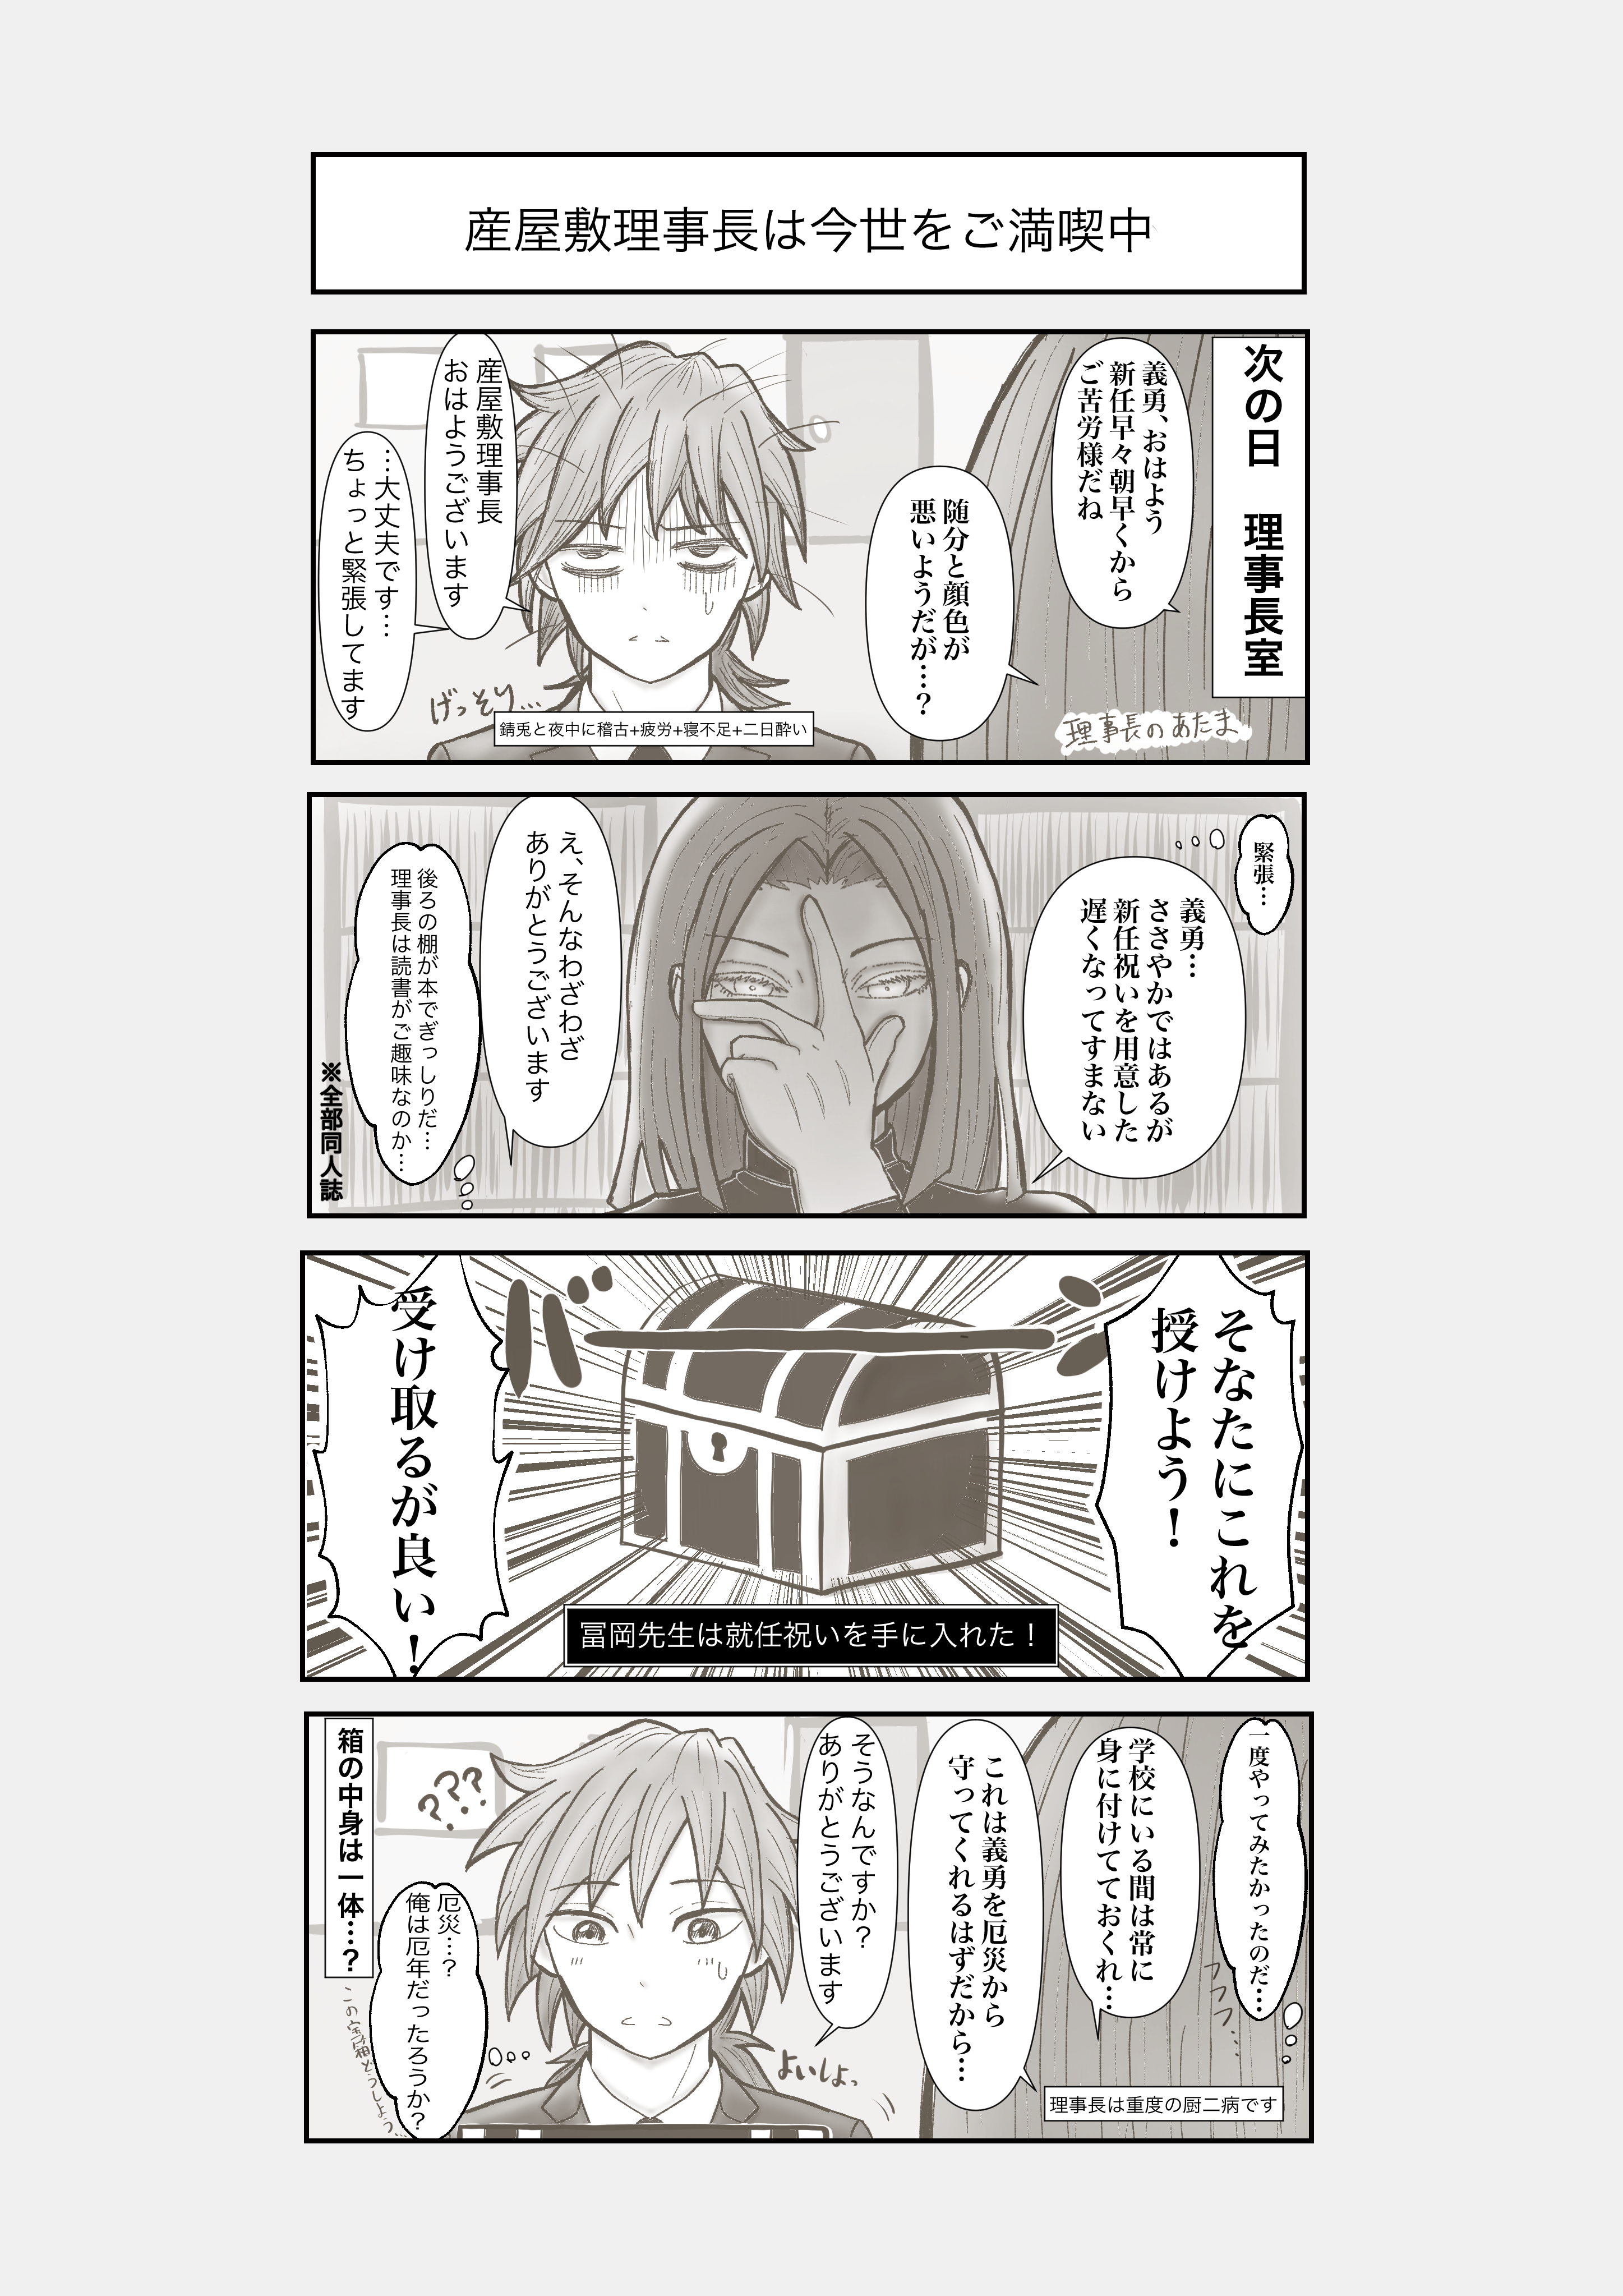 産屋敷理事長は今世をご満喫中
次の日　理事長室
義勇、おはよう
新任早々朝早くから
ご苦労様だね
随分と顔色が
悪いようだが…？
理事長のあたま
産屋敷理事長
おはようございます
…大丈夫です…
ちょっと緊張してます
げっそり…
錆兎と夜中に稽古+疲労+寝不足+二日酔い
緊張…
義勇…
ささやかではあるが
新任祝いを用意した
遅くなってすまない
え、そんなわざわざ
ありがとうございます
後ろの棚が本でぎっしりだ…
理事長は読書がご趣味なのか…
※全部同人誌
そなたにこれを
授けよう！
バーン
受け取るが良い！
冨岡先生は就任祝いを手に入れた！
一度やってみたかったのだ…
フフフ…
学校にいる間は常に
身に付けてておくれ…
これは義勇を厄災から
守ってくれるはずだから…
理事長は重度の厨二病です
そうなんですか？
ありがとうございます
よいしょっ
???
厄災…？
俺は厄年だったろうか？
箱の中身は一体…？
この宝箱どうしよう…